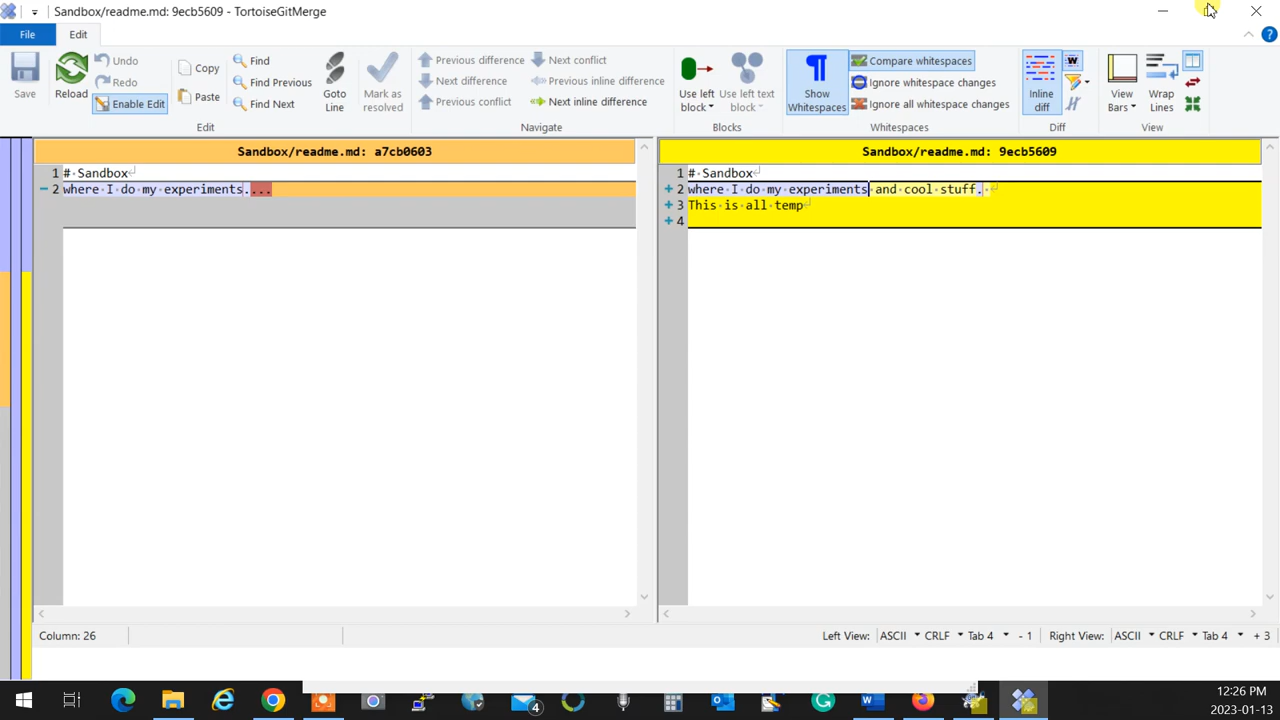 Sandbox/readme.md: 9ecb5609 - TortoiseGitMerge
File
Edit
Save
Reload
Undo
Redo
Enable Edit
Copy
Paste
Find
Find Previous
Find Next
Edit
Goto
Line
Mark as
resolved
Previous difference
Next difference
Previous conflict
Next conflict
Previous inline difference
Next inline difference
Navigate
Use left
block
Use left text
block
Blocks
Show
Whitespaces
Compare whitespaces
Ignore whitespace changes
Ignore all whitespace changes
Whitespaces
Inline
diff
Diff
View
Bars
Wrap
Lines
View
Sandbox/readme.md: a7cb0603
1 #·Sandbox
2 where·I·do·my·experiments....
Sandbox/readme.md: 9ecb5609
1 #·Sandbox
2 where·I·do·my·experiments·and·cool·stuff.·
3 This·is·all·temp
4
Column: 26
Left View: ASCII CRLF Tab 4 - 1
Right View: ASCII CRLF Tab 4 + 3
4
12:26 PM
2023-01-13